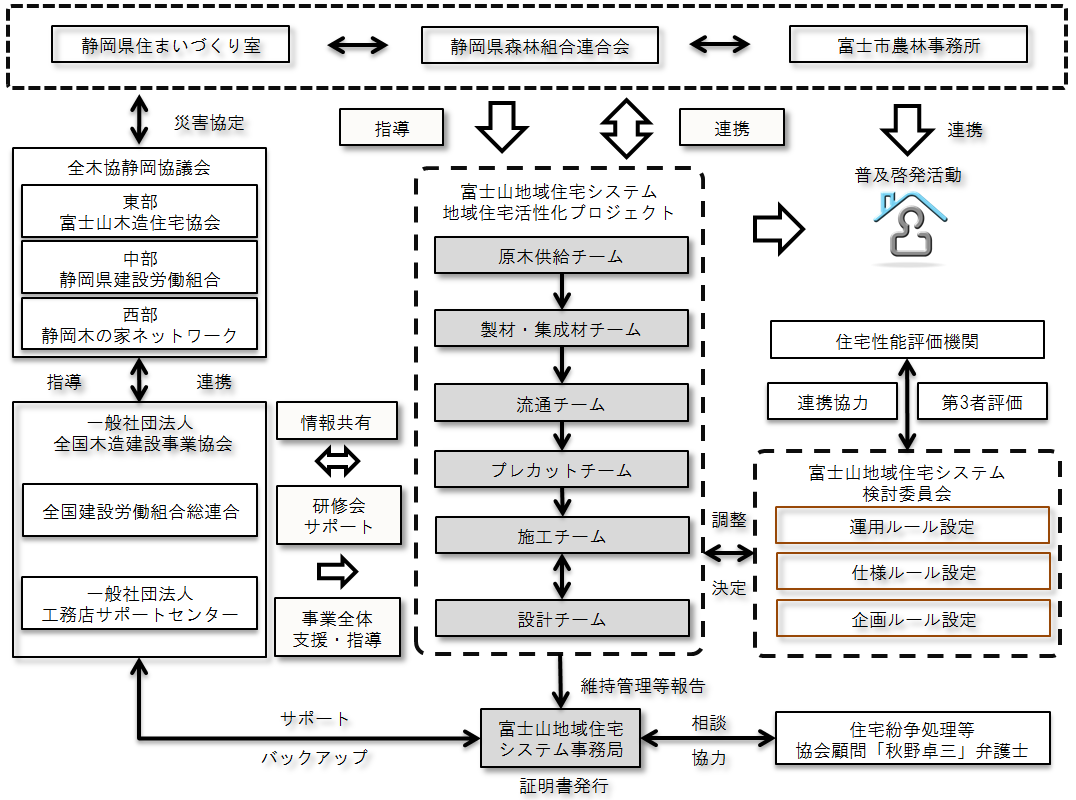 静岡県住まいづくり室
静岡県森林組合連合会
富士市農林事務所
災害協定
指導
連携
連携
普及啓発活動
全木協静岡協議会
東部
富士山木造住宅協会
中部
静岡県建設労働組合
西部
静岡木の家ネットワーク
指導
連携
一般社団法人
全国木造建設事業協会
全国建設労働組合総連合
一般社団法人
工務店サポートセンター
情報共有
研修会
サポート
事業全体
支援・指導
富士山地域住宅システム
地域住宅活性化プロジェクト
原木供給チーム
製材・集成材チーム
流通チーム
プレカットチーム
施工チーム
設計チーム
住宅性能評価機関
連携協力
第3者評価
富士山地域住宅システム
検討委員会
運用ルール設定
仕様ルール設定
企画ルール設定
調整
決定
維持管理等報告
サポート
バックアップ
富士山地域住宅
システム事務局
証明書発行
相談
協力
住宅紛争処理等
協会顧問「秋野卓三」弁護士